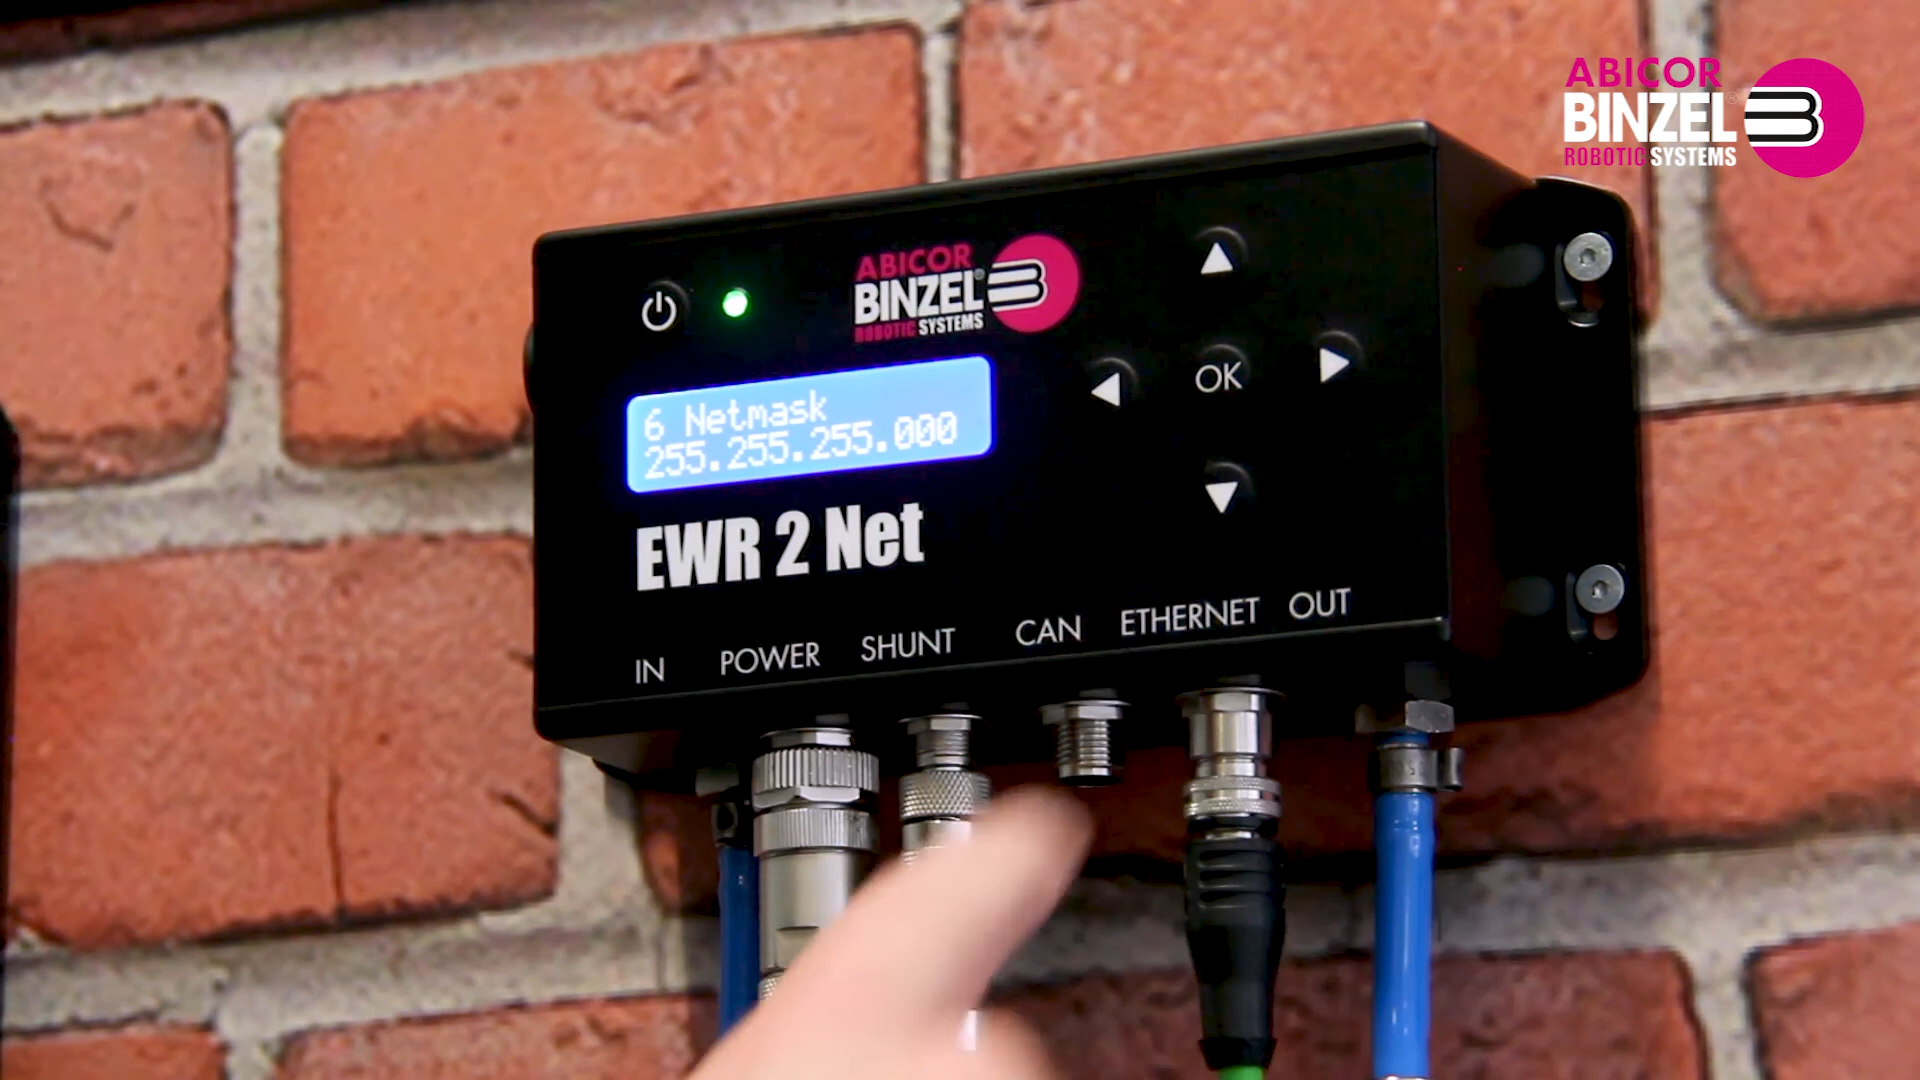 ABICOR
BINZEL®
ROBOTIC SYSTEMS
ABICOR
BINZEL®
ROBOTIC SYSTEMS
6 Netmask
255.255.255.000
OK
EWR 2 Net
IN POWER SHUNT CAN ETHERNET OUT